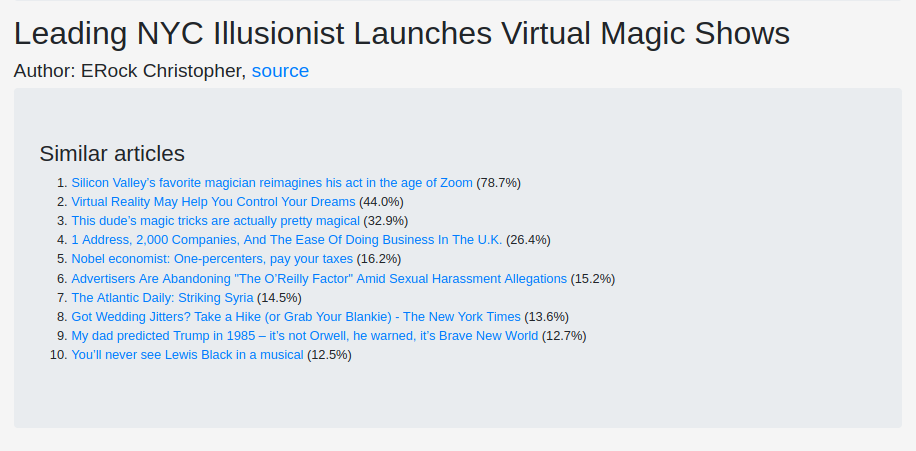 Leading NYC Illusionist Launches Virtual Magic Shows
Author: ERock Christopher, source
Similar articles
1. Silicon Valley’s favorite magician reimagines his act in the age of Zoom (78.7%)
2. Virtual Reality May Help You Control Your Dreams (44.0%)
3. This dude’s magic tricks are actually pretty magical (32.9%)
4. 1 Address, 2,000 Companies, And The Ease Of Doing Business In The U.K. (26.4%)
5. Nobel economist: One-percenters, pay your taxes (16.2%)
6. Advertisers Are Abandoning "The O’Reilly Factor" Amid Sexual Harassment Allegations (15.2%)
7. The Atlantic Daily: Striking Syria (14.5%)
8. Got Wedding Jitters? Take a Hike (or Grab Your Blankie) - The New York Times (13.6%)
9. My dad predicted Trump in 1985 – it’s not Orwell, he warned, it’s Brave New World (12.7%)
10. You’ll never see Lewis Black in a musical (12.5%)